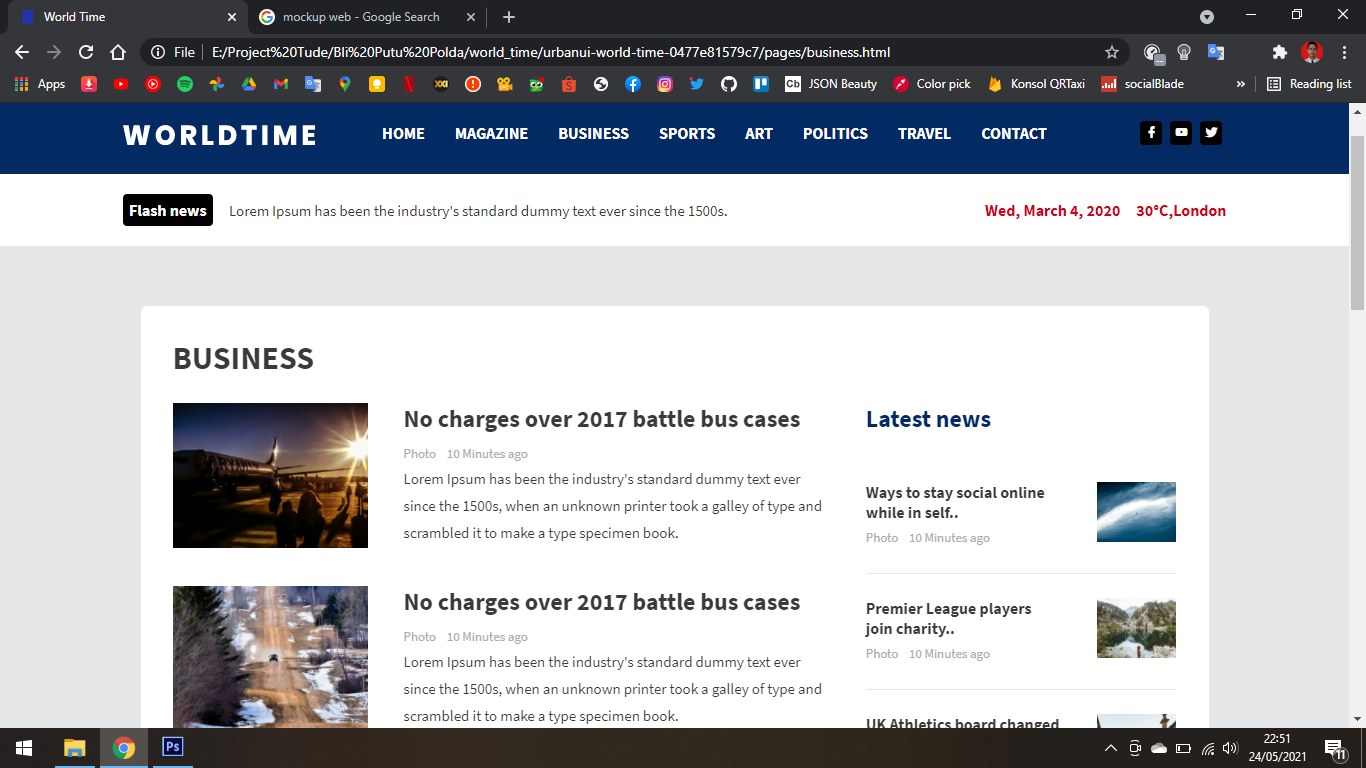 World Time
mockup web - Google Search
File
E:/Project%20Tude/Bli%20Putu%20Polda/world_time/urbanui-world-time-0477e81579c7/pages/business.html
Apps
JSON Beauty
Color pick
Konsol QRTaxi
socialBlade
»
Reading list
WORLDTIME
HOME MAGAZINE BUSINESS SPORTS ART POLITICS TRAVEL CONTACT
Flash news
Lorem Ipsum has been the industry's standard dummy text ever since the 1500s.
Wed, March 4, 2020 30°C,London
BUSINESS
No charges over 2017 battle bus cases
Photo 10 Minutes ago
Lorem Ipsum has been the industry's standard dummy text ever
since the 1500s, when an unknown printer took a galley of type and
scrambled it to make a type specimen book.
No charges over 2017 battle bus cases
Photo 10 Minutes ago
Lorem Ipsum has been the industry's standard dummy text ever
since the 1500s, when an unknown printer took a galley of type and
scrambled it to make a type specimen book.
Latest news
Ways to stay social online
while in self..
Photo 10 Minutes ago
Premier League players
join charity..
Photo 10 Minutes ago
UK Athletics board changed
Ps
22:51
24/05/2021
11